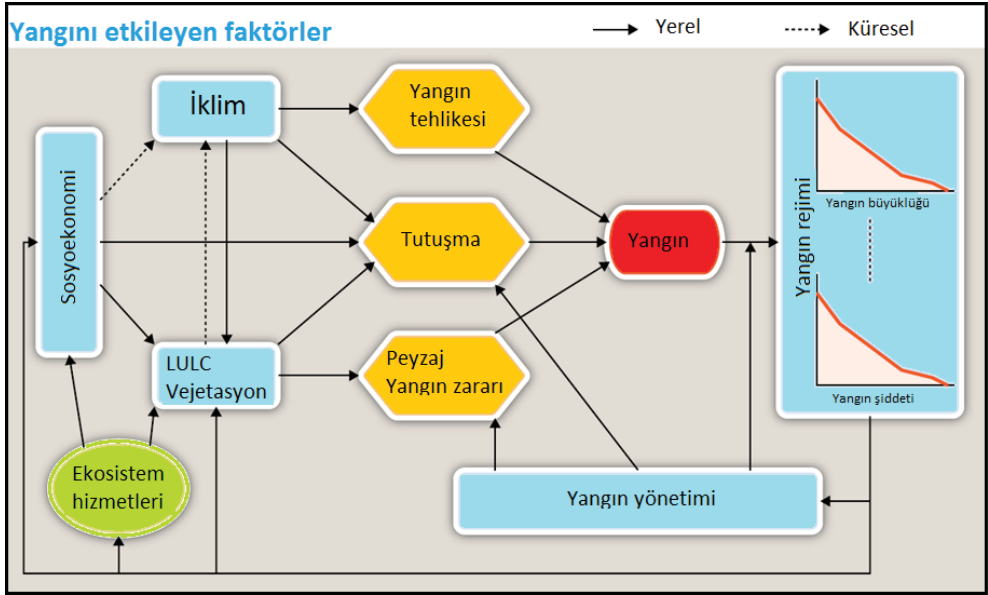 Yangını etkileyen faktörler
Yerel
Küresel
İklim
Yangın
tehlikesi
Sosyoekonomi
Tutuşma
Yangın
Yangın rejimi
Yangın büyüklüğü
LULC
Vejetasyon
Peyzaj
Yangın zararı
Yangın şiddeti
Ekosistem
hizmetleri
Yangın yönetimi